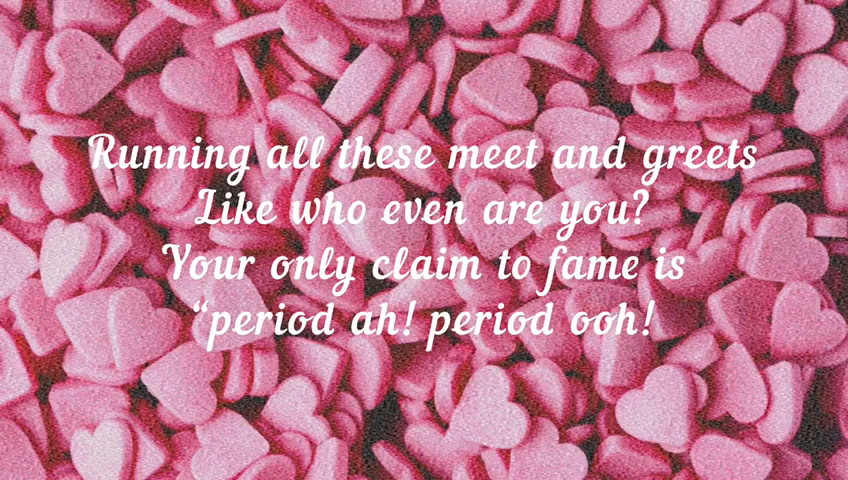 Running all these meet and greets
Like who even are you?
Your only claim to fame is
“period ah! period ooh!